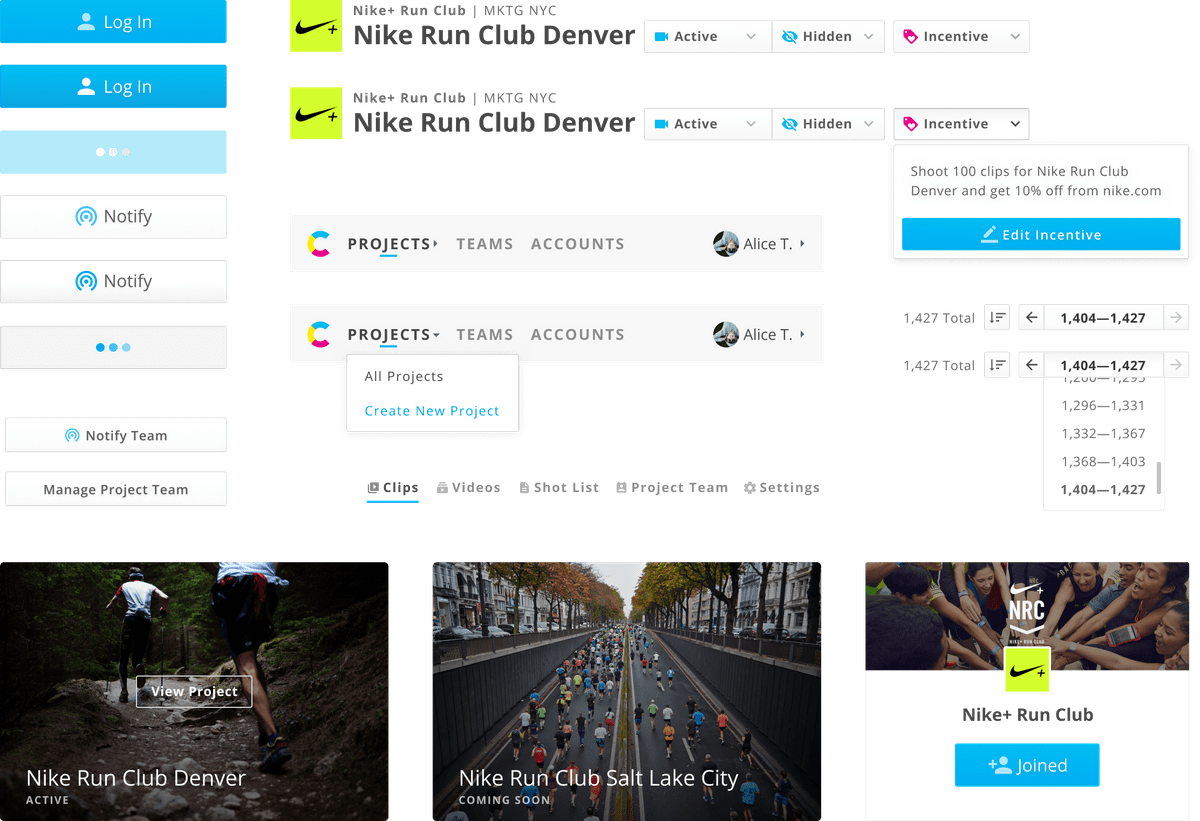 Log In
Log In
Notify
Notify
Notify Team
Manage Project Team
Nike+ Run Club | MKTG NYC
Nike Run Club Denver
Active
Hidden
Incentive
Nike+ Run Club | MKTG NYC
Nike Run Club Denver
Active
Hidden
Incentive
Shoot 100 clips for Nike Run Club
Denver and get 10% off from nike.com
Edit Incentive
PROJECTS TEAMS ACCOUNTS
Alice T.
PROJECTS TEAMS ACCOUNTS
Alice T.
All Projects
Create New Project
Clips Videos Shot List Project Team Settings
1,427 Total
1,404—1,427
1,427 Total
1,404—1,427
1,260—1,295
1,296—1,331
1,332—1,367
1,368—1,403
1,404—1,427
View Project
Nike Run Club Denver
ACTIVE
Nike Run Club Salt Lake City
COMING SOON
NRC
NIKE+ RUN CLUB
Nike+ Run Club
Joined